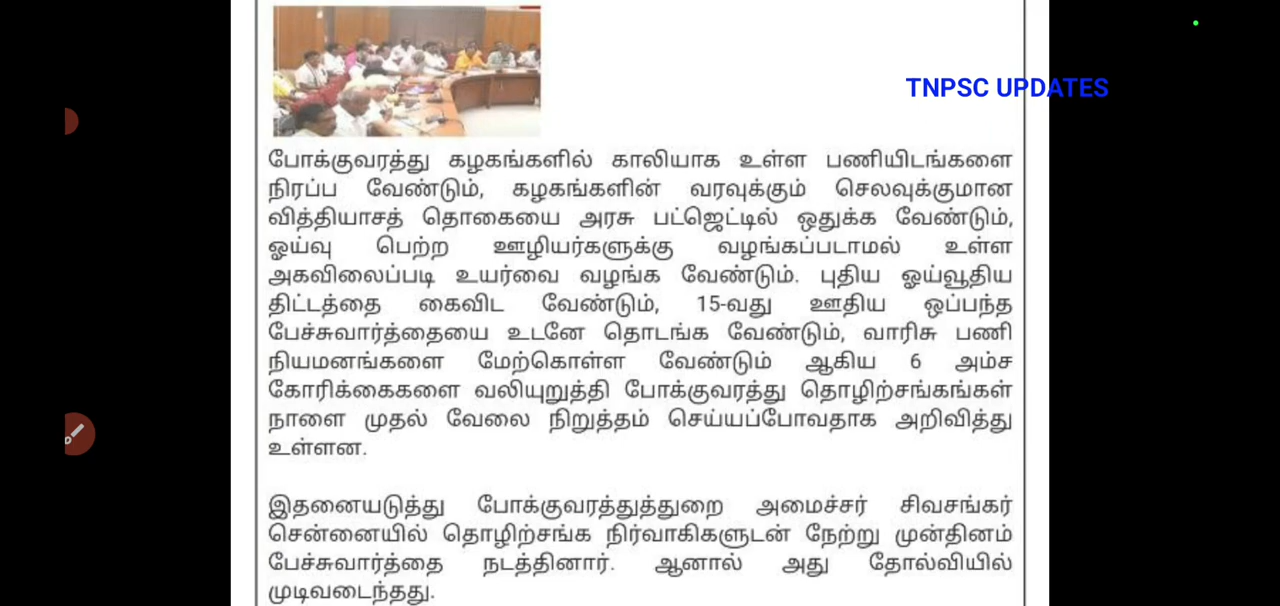 TNPSC UPDATES
போக்குவரத்து கழகங்களில் காலியாக உள்ள பணியிடங்களை
நிரப்ப வேண்டும், கழகங்களின் வரவுக்கும் செலவுக்குமான
வித்தியாசத் தொகையை அரசு பட்ஜெட்டில் ஒதுக்க வேண்டும்,
ஓய்வு பெற்ற ஊழியர்களுக்கு வழங்கப்படாமல் உள்ள
அகவிலைப்படி உயர்வை வழங்க வேண்டும். புதிய ஓய்வூதிய
திட்டத்தை கைவிட வேண்டும், 15-வது ஊதிய ஒப்பந்த
பேச்சுவார்த்தையை உடனே தொடங்க வேண்டும், வாரிசு பணி
நியமனங்களை மேற்கொள்ள வேண்டும் ஆகிய 6 அம்ச
கோரிக்கைகளை வலியுறுத்தி போக்குவரத்து தொழிற்சங்கங்கள்
நாளை முதல் வேலை நிறுத்தம் செய்யப்போவதாக அறிவித்து
உள்ளன.
இதனையடுத்து போக்குவரத்துத்துறை அமைச்சர் சிவசங்கர்
சென்னையில் தொழிற்சங்க நிர்வாகிகளுடன் நேற்று முன்தினம்
பேச்சுவார்த்தை நடத்தினார். ஆனால் அது தோல்வியில்
முடிவடைந்தது.